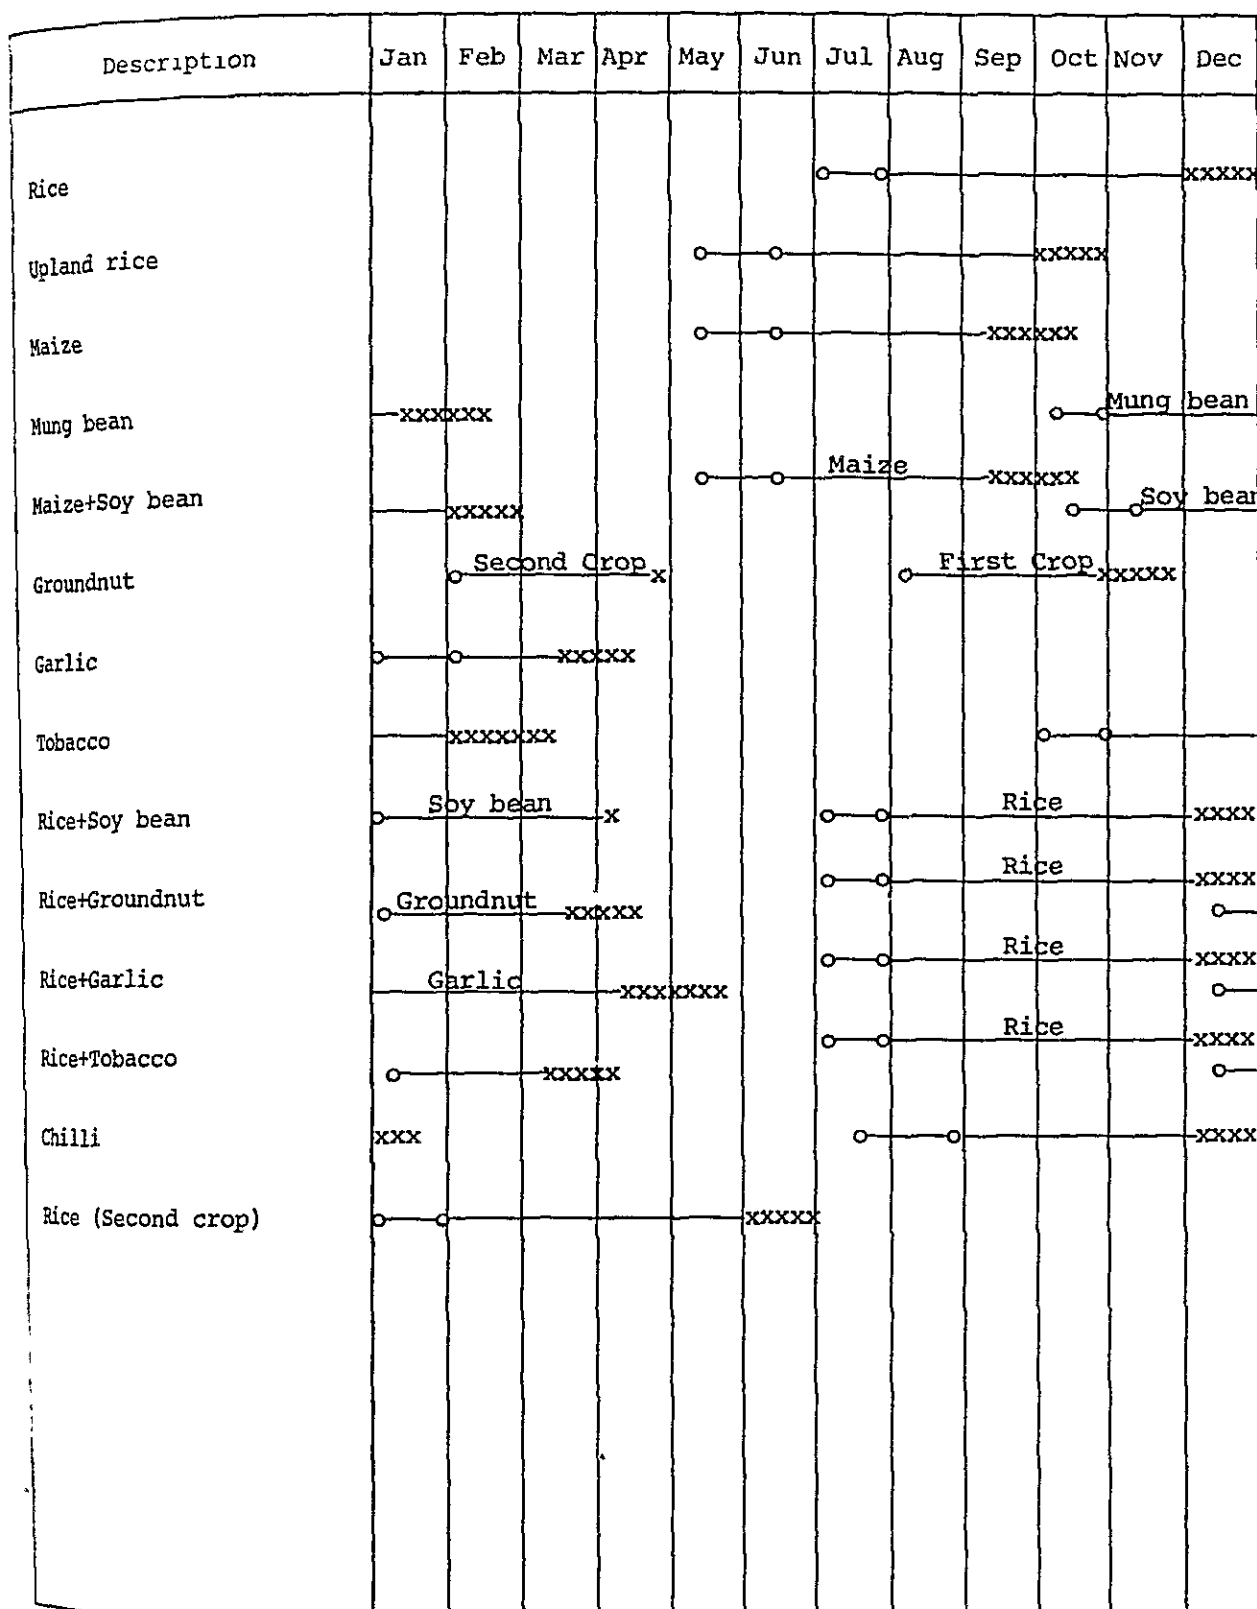 Description Jan Feb Mar Apr May Jun Jul Aug Sep Oct Nov Dec
Rice o o xxxxx
Upland rice o o xxxxx
Maize o o xxxxxx
Mung bean xxxxxx o o Mung bean
o o Maize xxxxxx
Maize+Soy bean xxxxx o o Soy bean
Groundnut o Second Crop x o First Crop xxxxx
Garlic o o xxxxx
Tobacco xxxxxxx o o
Rice+Soy bean o Soy bean x o o Rice xxxx
o o Rice xxxx
Rice+Groundnut o Groundnut xxxxx o
o o Rice xxxx
Rice+Garlic Garlic xxxxxxx o
o o Rice xxxx
Rice+Tobacco o xxxxx o
Chilli xxx o o xxxx
Rice (Second crop) o o xxxxx